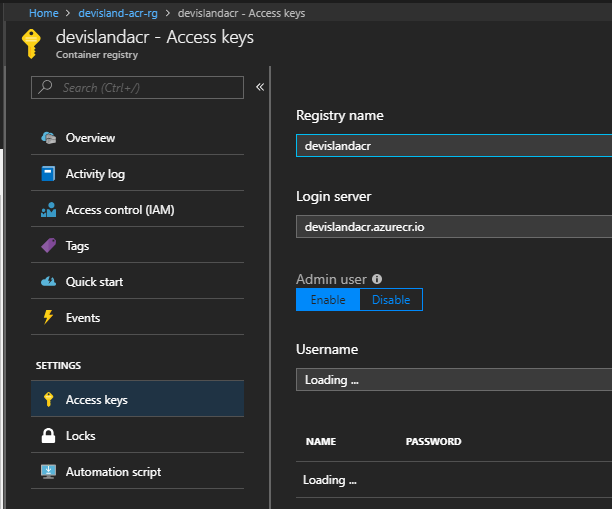 Home > devisland-acr-rg > devislandacr - Access keys
devislandacr - Access keys
Container registry
Search (Ctrl+/)
«
Overview
Activity log
Access control (IAM)
Tags
Quick start
Events
SETTINGS
Access keys
Locks
Automation script
Registry name
devislandacr
Login server
devislandacr.azurecr.io
Admin user
Enable Disable
Username
Loading ...
NAME PASSWORD
Loading ...